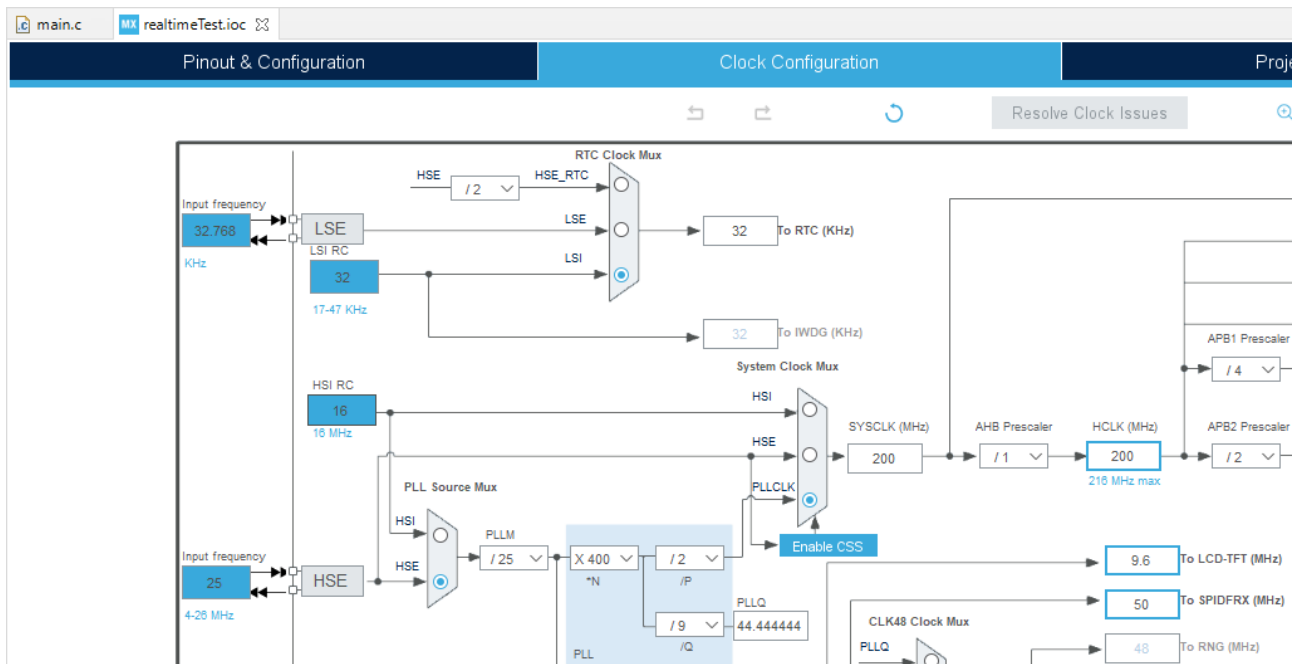 main.c
MX realtimeTest.ioc
Pinout & Configuration
Clock Configuration
Resolve Clock Issues
RTC Clock Mux
HSE
/ 2
HSE_RTC
Input frequency
32.768
KHz
LSE
LSE
32
To RTC (KHz)
LSI RC
32
17-47 KHz
LSI
32
To IWDG (KHz)
System Clock Mux
APB1 Prescaler
/ 4
HSI RC
16
16 MHz
HSI
HSE
SYSCLK (MHz)
200
AHB Prescaler
/ 1
HCLK (MHz)
200
216 MHz max
APB2 Prescaler
/ 2
PLL Source Mux
PLLCLK
HSI
HSE
PLLM
/ 25
X 400
*N
/ 2
/P
Enable CSS
Input frequency
25
4-26 MHz
HSE
9.6
To LCD-TFT (MHz)
50
To SPIDFRX (MHz)
PLLQ
/ 9
/Q
44.444444
PLL
CLK48 Clock Mux
PLLQ
48
To RNG (MHz)